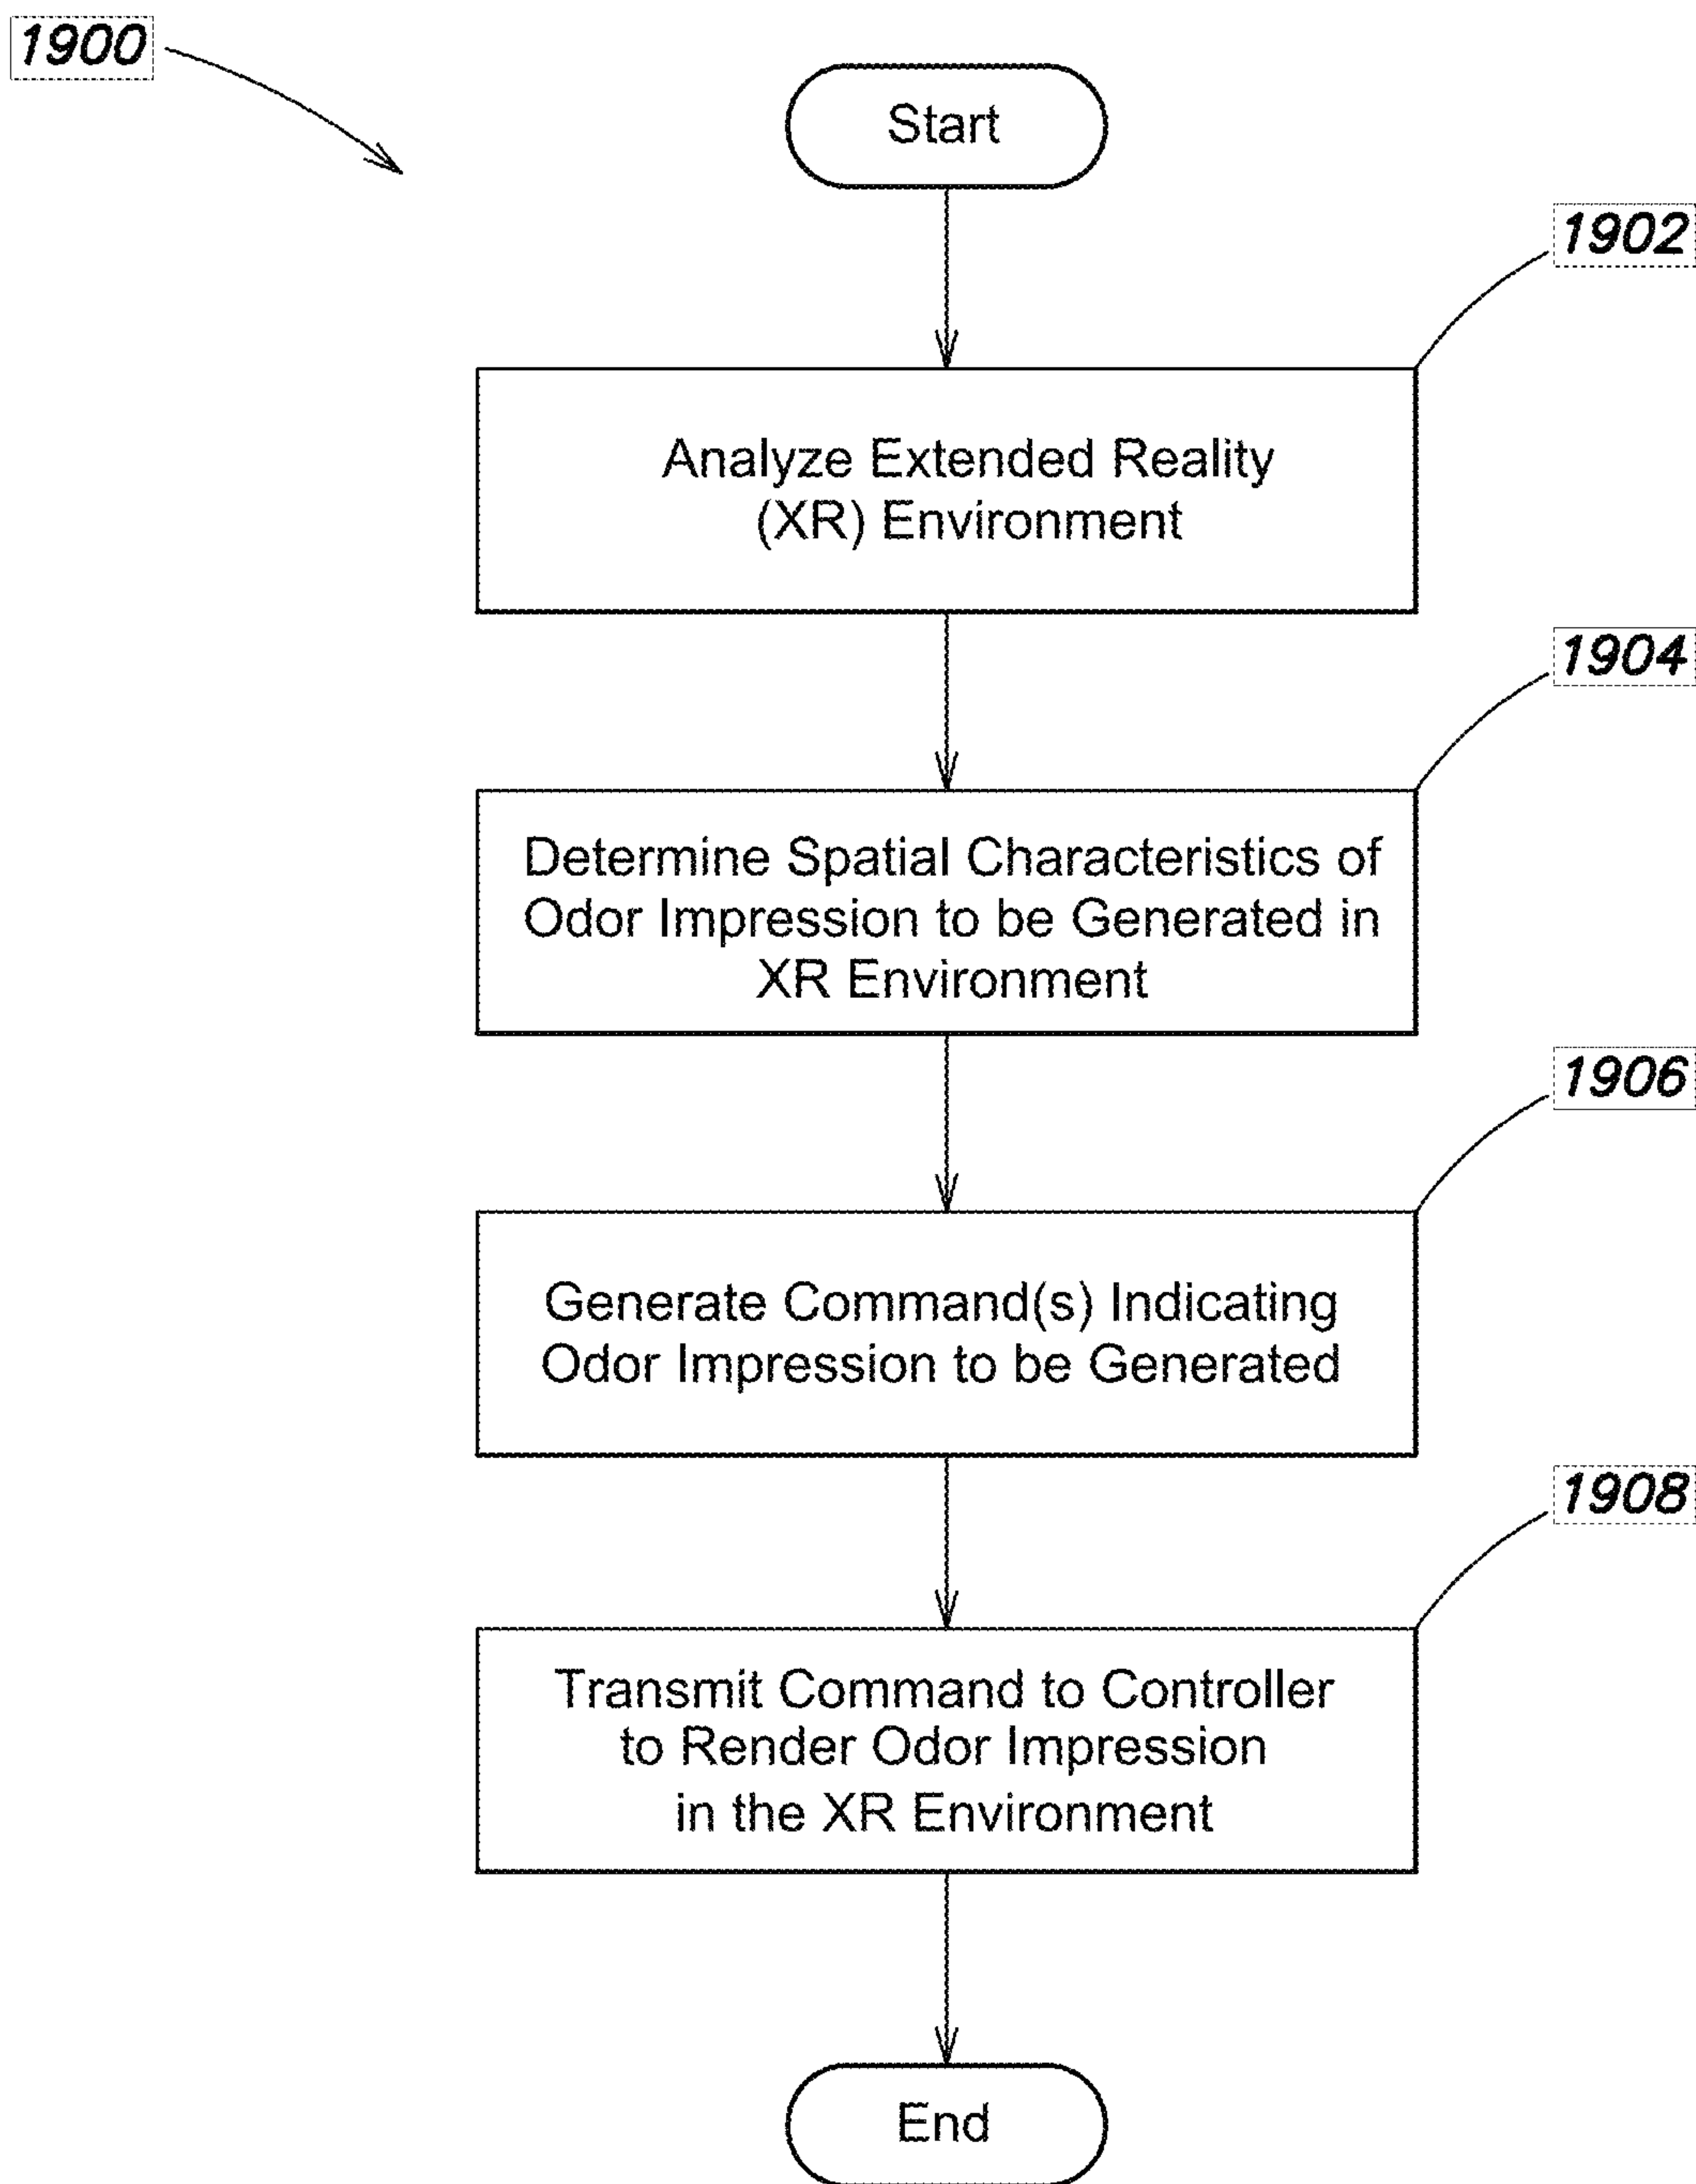 1900
Start
1902
Analyze Extended Reality
(XR) Environment
1904
Determine Spatial Characteristics of
Odor Impression to be Generated in
XR Environment
1906
Generate Command(s) Indicating
Odor Impression to be Generated
1908
Transmit Command to Controller
to Render Odor Impression
in the XR Environment
End